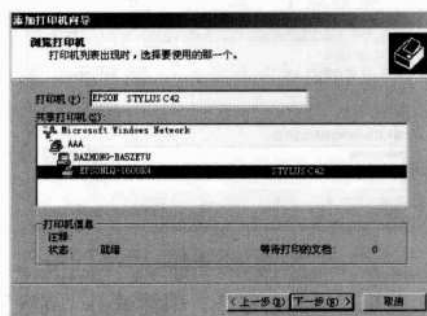 添加打印机向导
浏览打印机
打印机列表出现时，选择要使用的那一个。
打印机(P): EPSON STYLUS C42
共享打印机(S):
Microsoft Windows Network
AAA
DAZHONG-BASZETU
EPSONLQ-1600K4 STYLUS C42
打印机信息
注释:
状态: 就绪 等待打印的文档: 0
<上一步(B) 下一步(N)> 取消